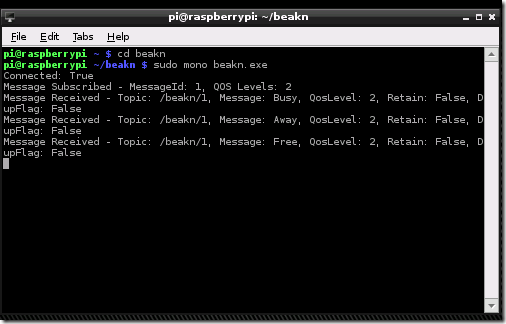 pi@raspberrypi: ~/beakn
File Edit Tabs Help
pi@raspberrypi ~ $ cd beakn
pi@raspberrypi ~/beakn $ sudo mono beakn.exe
Connected: True
Message Subscribed - MessageId: 1, QOS Levels: 2
Message Received - Topic: /beakn/1, Message: Busy, QosLevel: 2, Retain: False, D
upFlag: False
Message Received - Topic: /beakn/1, Message: Away, QosLevel: 2, Retain: False, D
upFlag: False
Message Received - Topic: /beakn/1, Message: Free, QosLevel: 2, Retain: False, D
upFlag: False